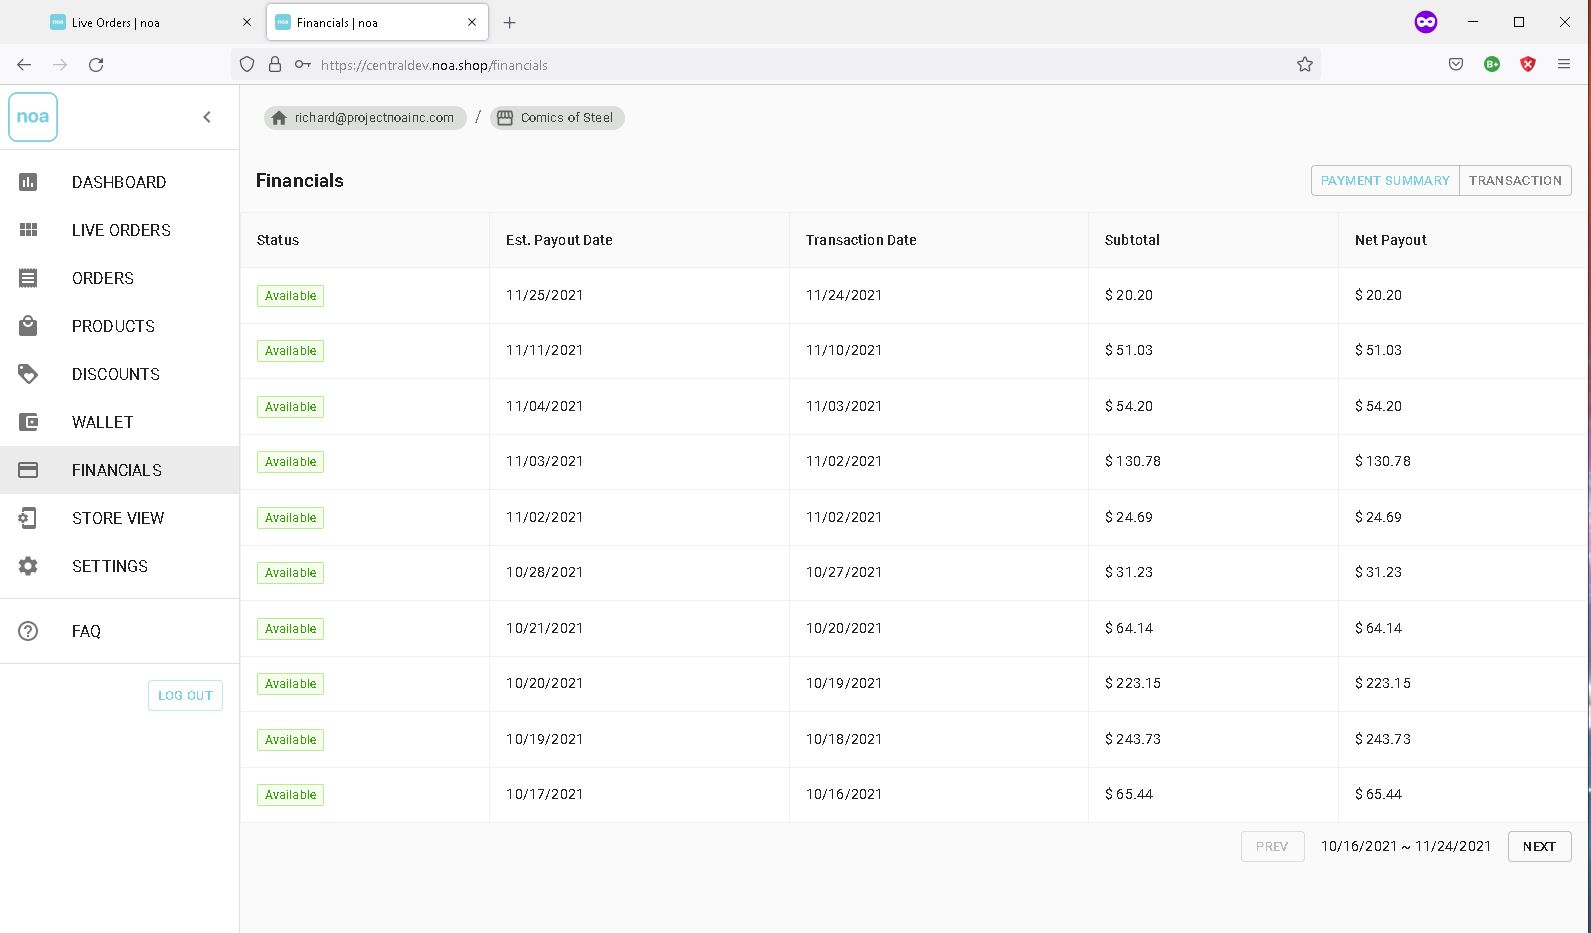 Live Orders | noa
Financials | noa
https://centraldev.noa.shop/financials
noa
richard@projectnoainc.com / Comics of Steel
DASHBOARD
LIVE ORDERS
ORDERS
PRODUCTS
DISCOUNTS
WALLET
FINANCIALS
STORE VIEW
SETTINGS
FAQ
LOG OUT
Financials
PAYMENT SUMMARY TRANSACTION
Status Est. Payout Date Transaction Date Subtotal Net Payout
Available 11/25/2021 11/24/2021 $ 20.20 $ 20.20
Available 11/11/2021 11/10/2021 $ 51.03 $ 51.03
Available 11/04/2021 11/03/2021 $ 54.20 $ 54.20
Available 11/03/2021 11/02/2021 $ 130.78 $ 130.78
Available 11/02/2021 11/02/2021 $ 24.69 $ 24.69
Available 10/28/2021 10/27/2021 $ 31.23 $ 31.23
Available 10/21/2021 10/20/2021 $ 64.14 $ 64.14
Available 10/20/2021 10/19/2021 $ 223.15 $ 223.15
Available 10/19/2021 10/18/2021 $ 243.73 $ 243.73
Available 10/17/2021 10/16/2021 $ 65.44 $ 65.44
PREV 10/16/2021 ~ 11/24/2021 NEXT